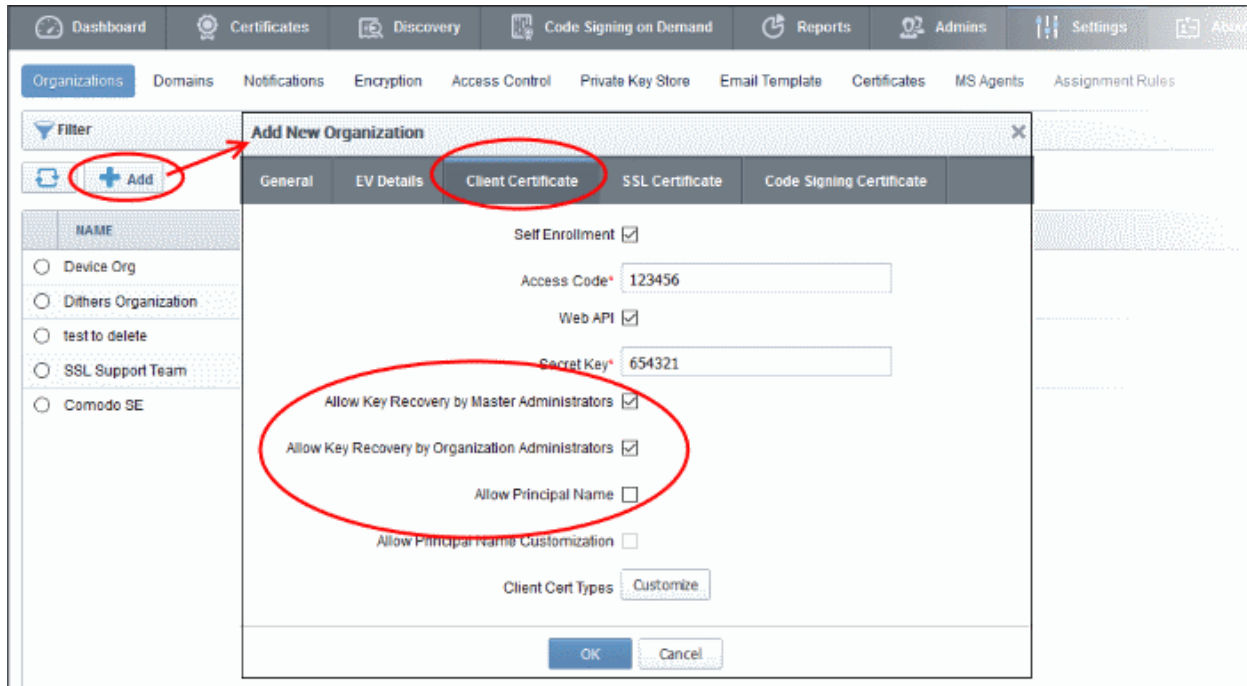 Dashboard Certificates Discovery Code Signing on Demand Reports Admins Settings
Organizations Domains Notifications Encryption Access Control Private Key Store Email Template Certificates MS Agents Assignment Rules
Filter
Add New Organization
Add
General EV Details Client Certificate SSL Certificate Code Signing Certificate
NAME
Self Enrollment
Device Org
Access Code* 123456
Dithers Organization
Web API
test to delete
Secret Key* 654321
SSL Support Team
Allow Key Recovery by Master Administrators
Comodo SE
Allow Key Recovery by Organization Administrators
Allow Principal Name
Allow Principal Name Customization
Client Cert Types Customize
OK Cancel